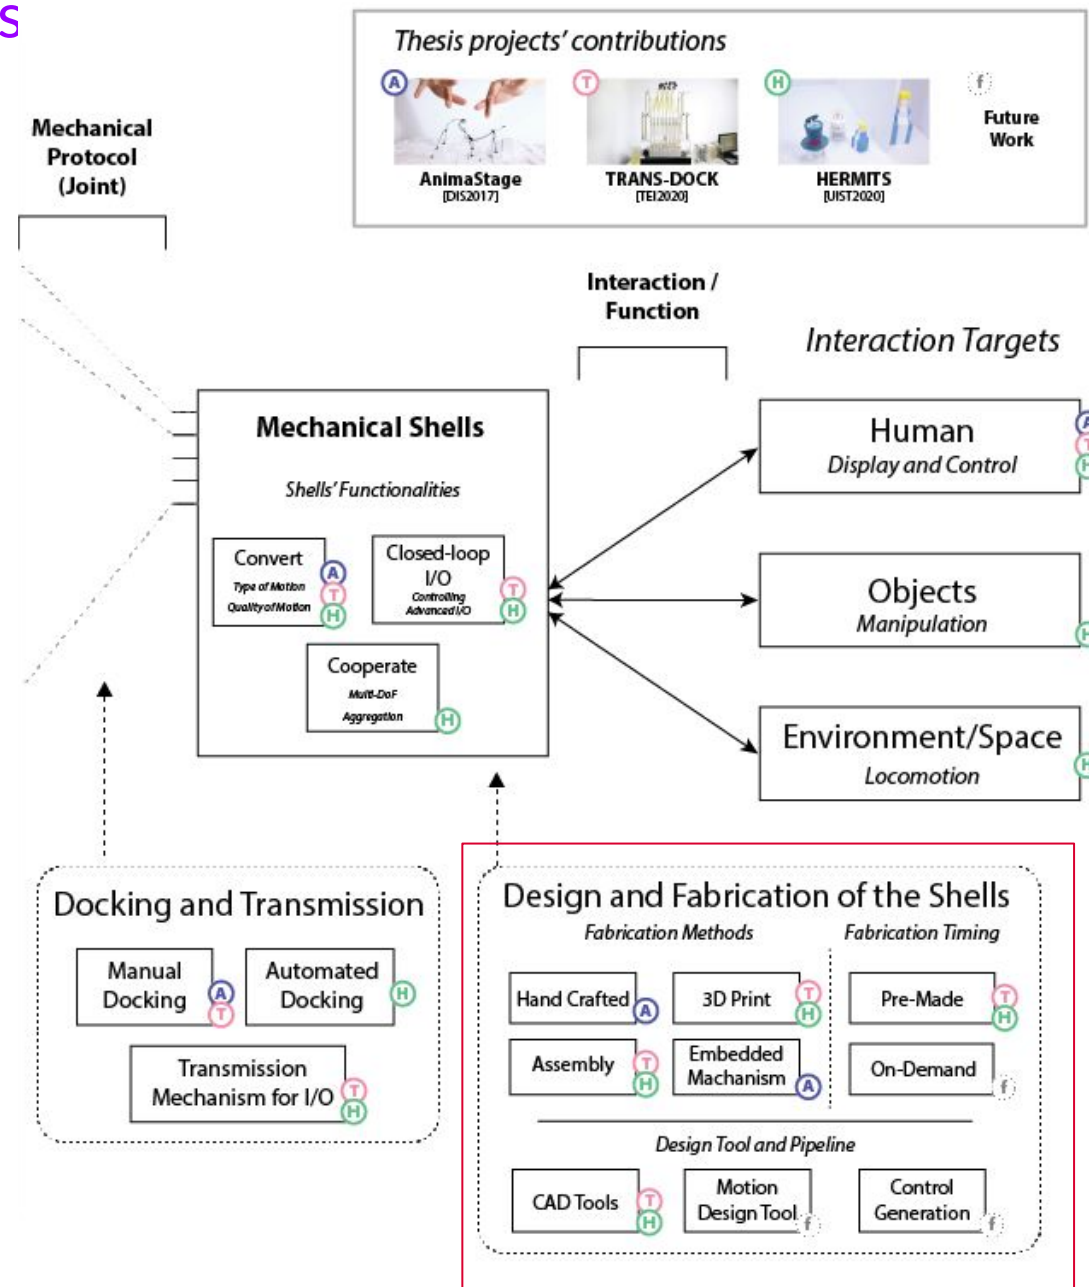 s
Thesis projects' contributions
A
T
H
f
Future
Work
AnimaStage
[DIS2017]
TRANS-DOCK
[TEI2020]
HERMITS
[UIST2020]
Mechanical
Protocol
(Joint)
Interaction /
Function
Interaction Targets
Mechanical Shells
Shells' Functionalities
Convert
Type of Motion
Quality of Motion
A
T
H
Closed-loop
I/O
Controlling
Advanced I/O
T
H
Cooperate
Multi-DoF
Aggregation
H
Human
Display and Control
A
T
H
Objects
Manipulation
H
Environment/Space
Locomotion
H
Docking and Transmission
Manual
Docking
A
T
Automated
Docking
H
Transmission
Mechanism for I/O
T
H
Design and Fabrication of the Shells
Fabrication Methods
Hand Crafted
A
3D Print
T
H
Assembly
T
H
Embedded
Machanism
A
Fabrication Timing
Pre-Made
T
H
On-Demand
f
Design Tool and Pipeline
CAD Tools
T
H
Motion
Design Tool
f
Control
Generation
f